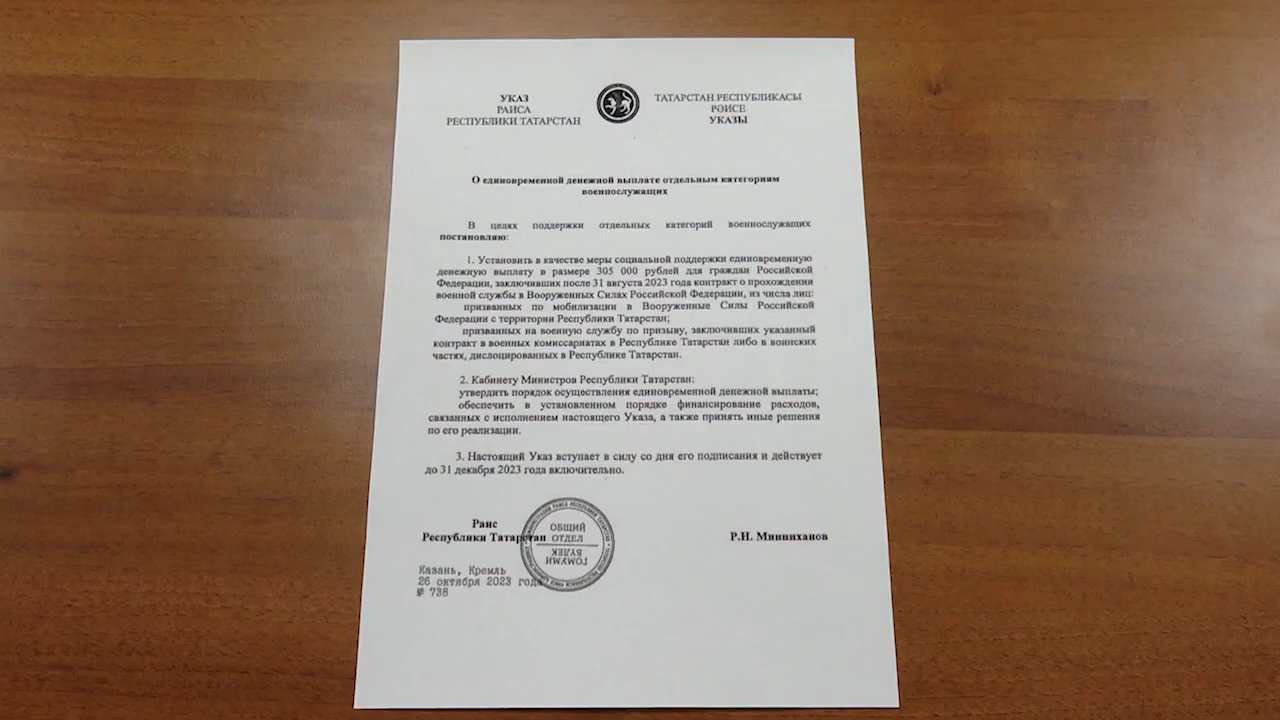 УКАЗ
РАИСА
РЕСПУБЛИКИ ТАТАРСТАН
ТАТАРСТАН РЕСПУБЛИКАСЫ
РӘИСЕ
УКАЗЫ
О единовременной денежной выплате отдельным категориям
военнослужащих
В целях поддержки отдельных категорий военнослужащих
постановляю:
1. Установить в качестве меры социальной поддержки единовременную
денежную выплату в размере 305 000 рублей для граждан Российской
Федерации, заключивших после 31 августа 2023 года контракт о прохождении
военной службы в Вооруженных Силах Российской Федерации, из числа лиц:
призванных по мобилизации в Вооруженные Силы Российской
Федерации с территории Республики Татарстан;
призванных на военную службу по призыву, заключивших указанный
контракт в военных комиссариатах в Республике Татарстан либо в воинских
частях, дислоцированных в Республике Татарстан.
2. Кабинету Министров Республики Татарстан:
утвердить порядок осуществления единовременной денежной выплаты;
обеспечить в установленном порядке финансирование расходов,
связанных с исполнением настоящего Указа, а также принять иные решения
по его реализации.
3. Настоящий Указ вступает в силу со дня его подписания и действует
до 31 декабря 2023 года включительно.
Раис
Республики Татарстан
Р.Н. Минниханов
ОБЩИЙ
ОТДЕЛ
ГОМУМИ
БҮЛЕК
Казань, Кремль
26 октября 2023 года
№ 738